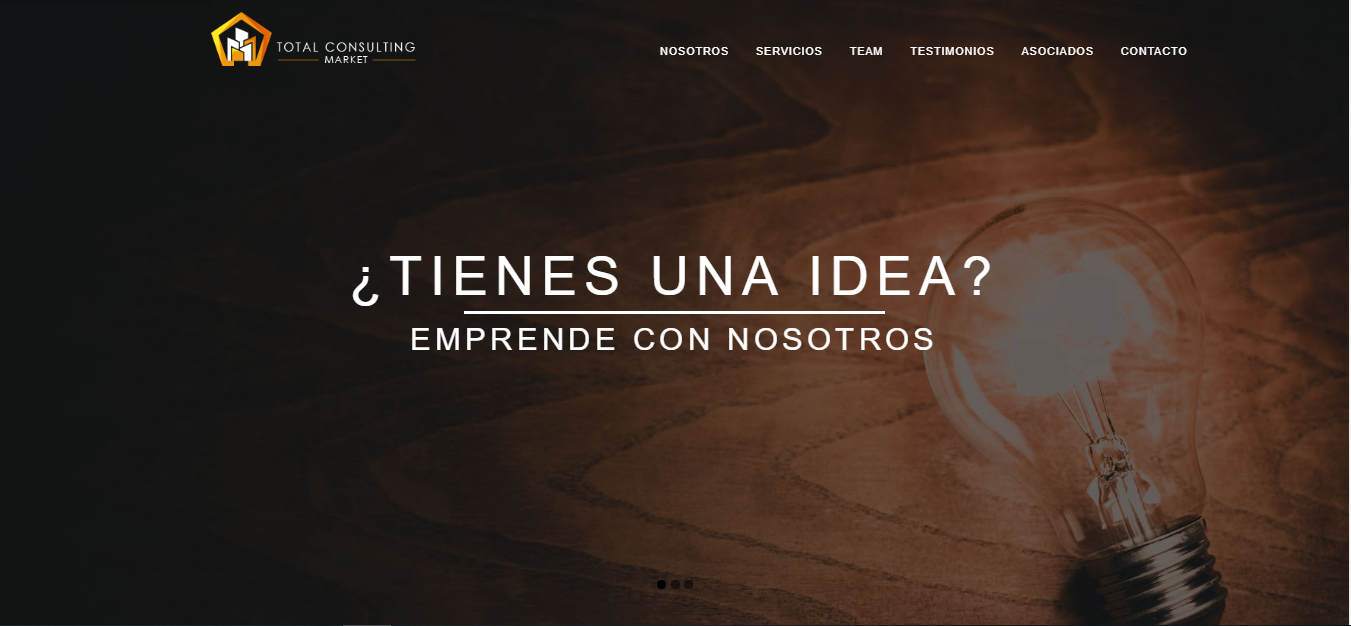 TOTAL CONSULTING
MARKET
NOSOTROS SERVICIOS TEAM TESTIMONIOS ASOCIADOS CONTACTO
¿TIENES UNA IDEA?
EMPRENDE CON NOSOTROS